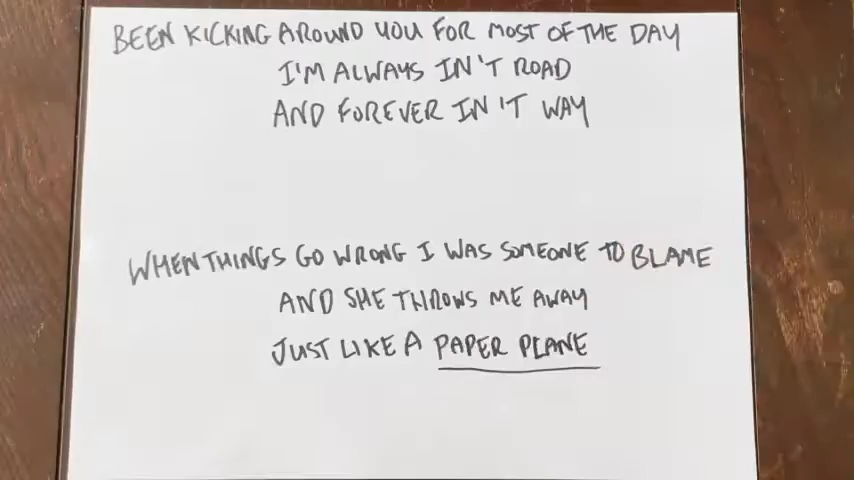 BEEN KICKING AROUND YOU FOR MOST OF THE DAY
I'M ALWAYS IN'T ROAD
AND FOREVER IN'T WAY
WHEN THINGS GO WRONG I WAS SOMEONE TO BLAME
AND SHE THROWS ME AWAY
JUST LIKE A PAPER PLANE